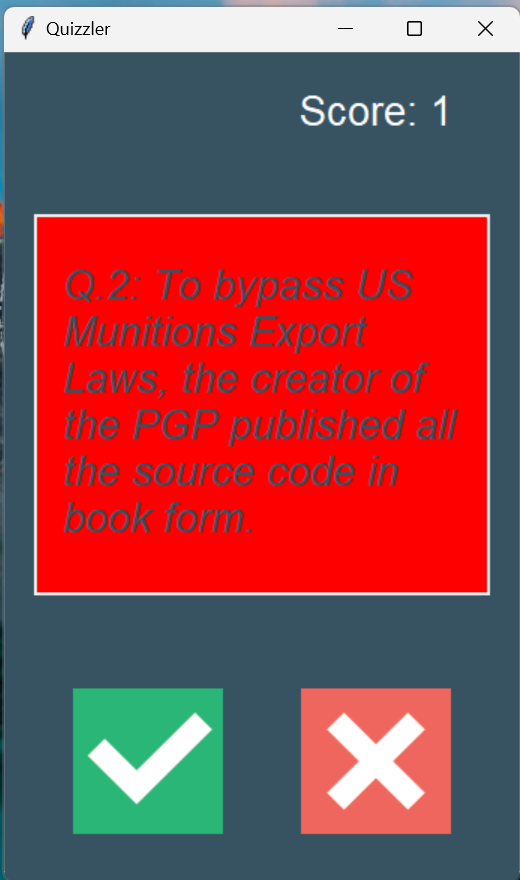 Quizzler
Score: 1
Q.2: To bypass US
Munitions Export
Laws, the creator of
the PGP published all
the source code in
book form.